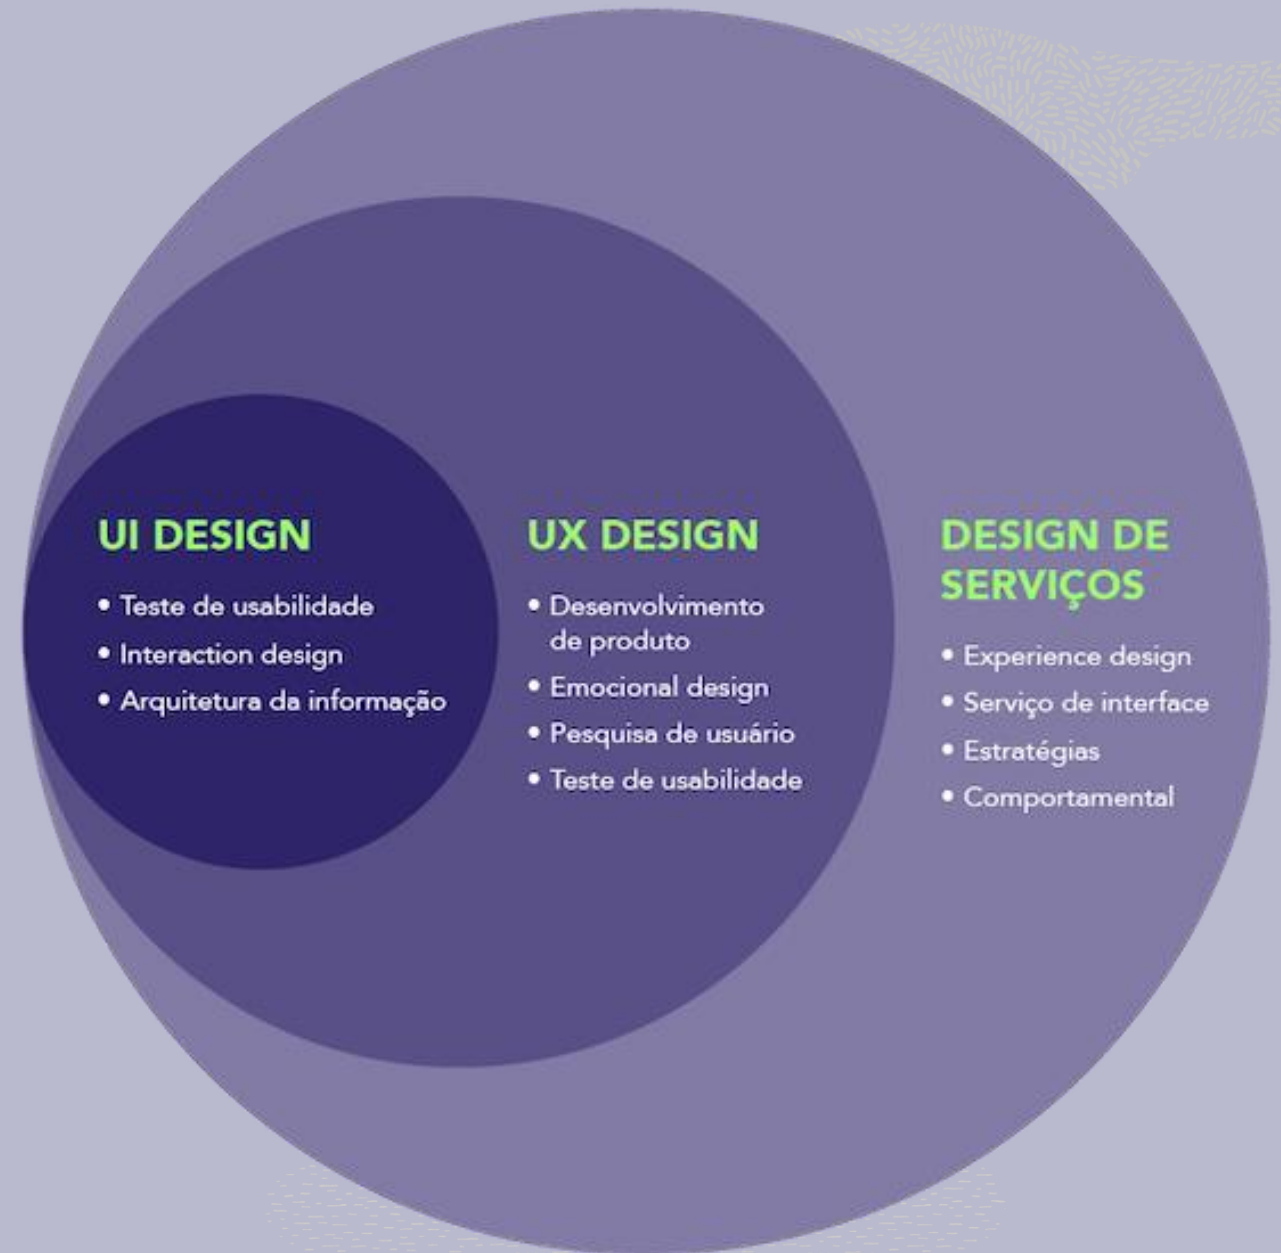 UI DESIGN
• Teste de usabilidade
• Interaction design
• Arquitetura da informação
UX DESIGN
• Desenvolvimento
de produto
• Emocional design
• Pesquisa de usuário
• Teste de usabilidade
DESIGN DE
SERVIÇOS
• Experience design
• Serviço de interface
• Estratégias
• Comportamental